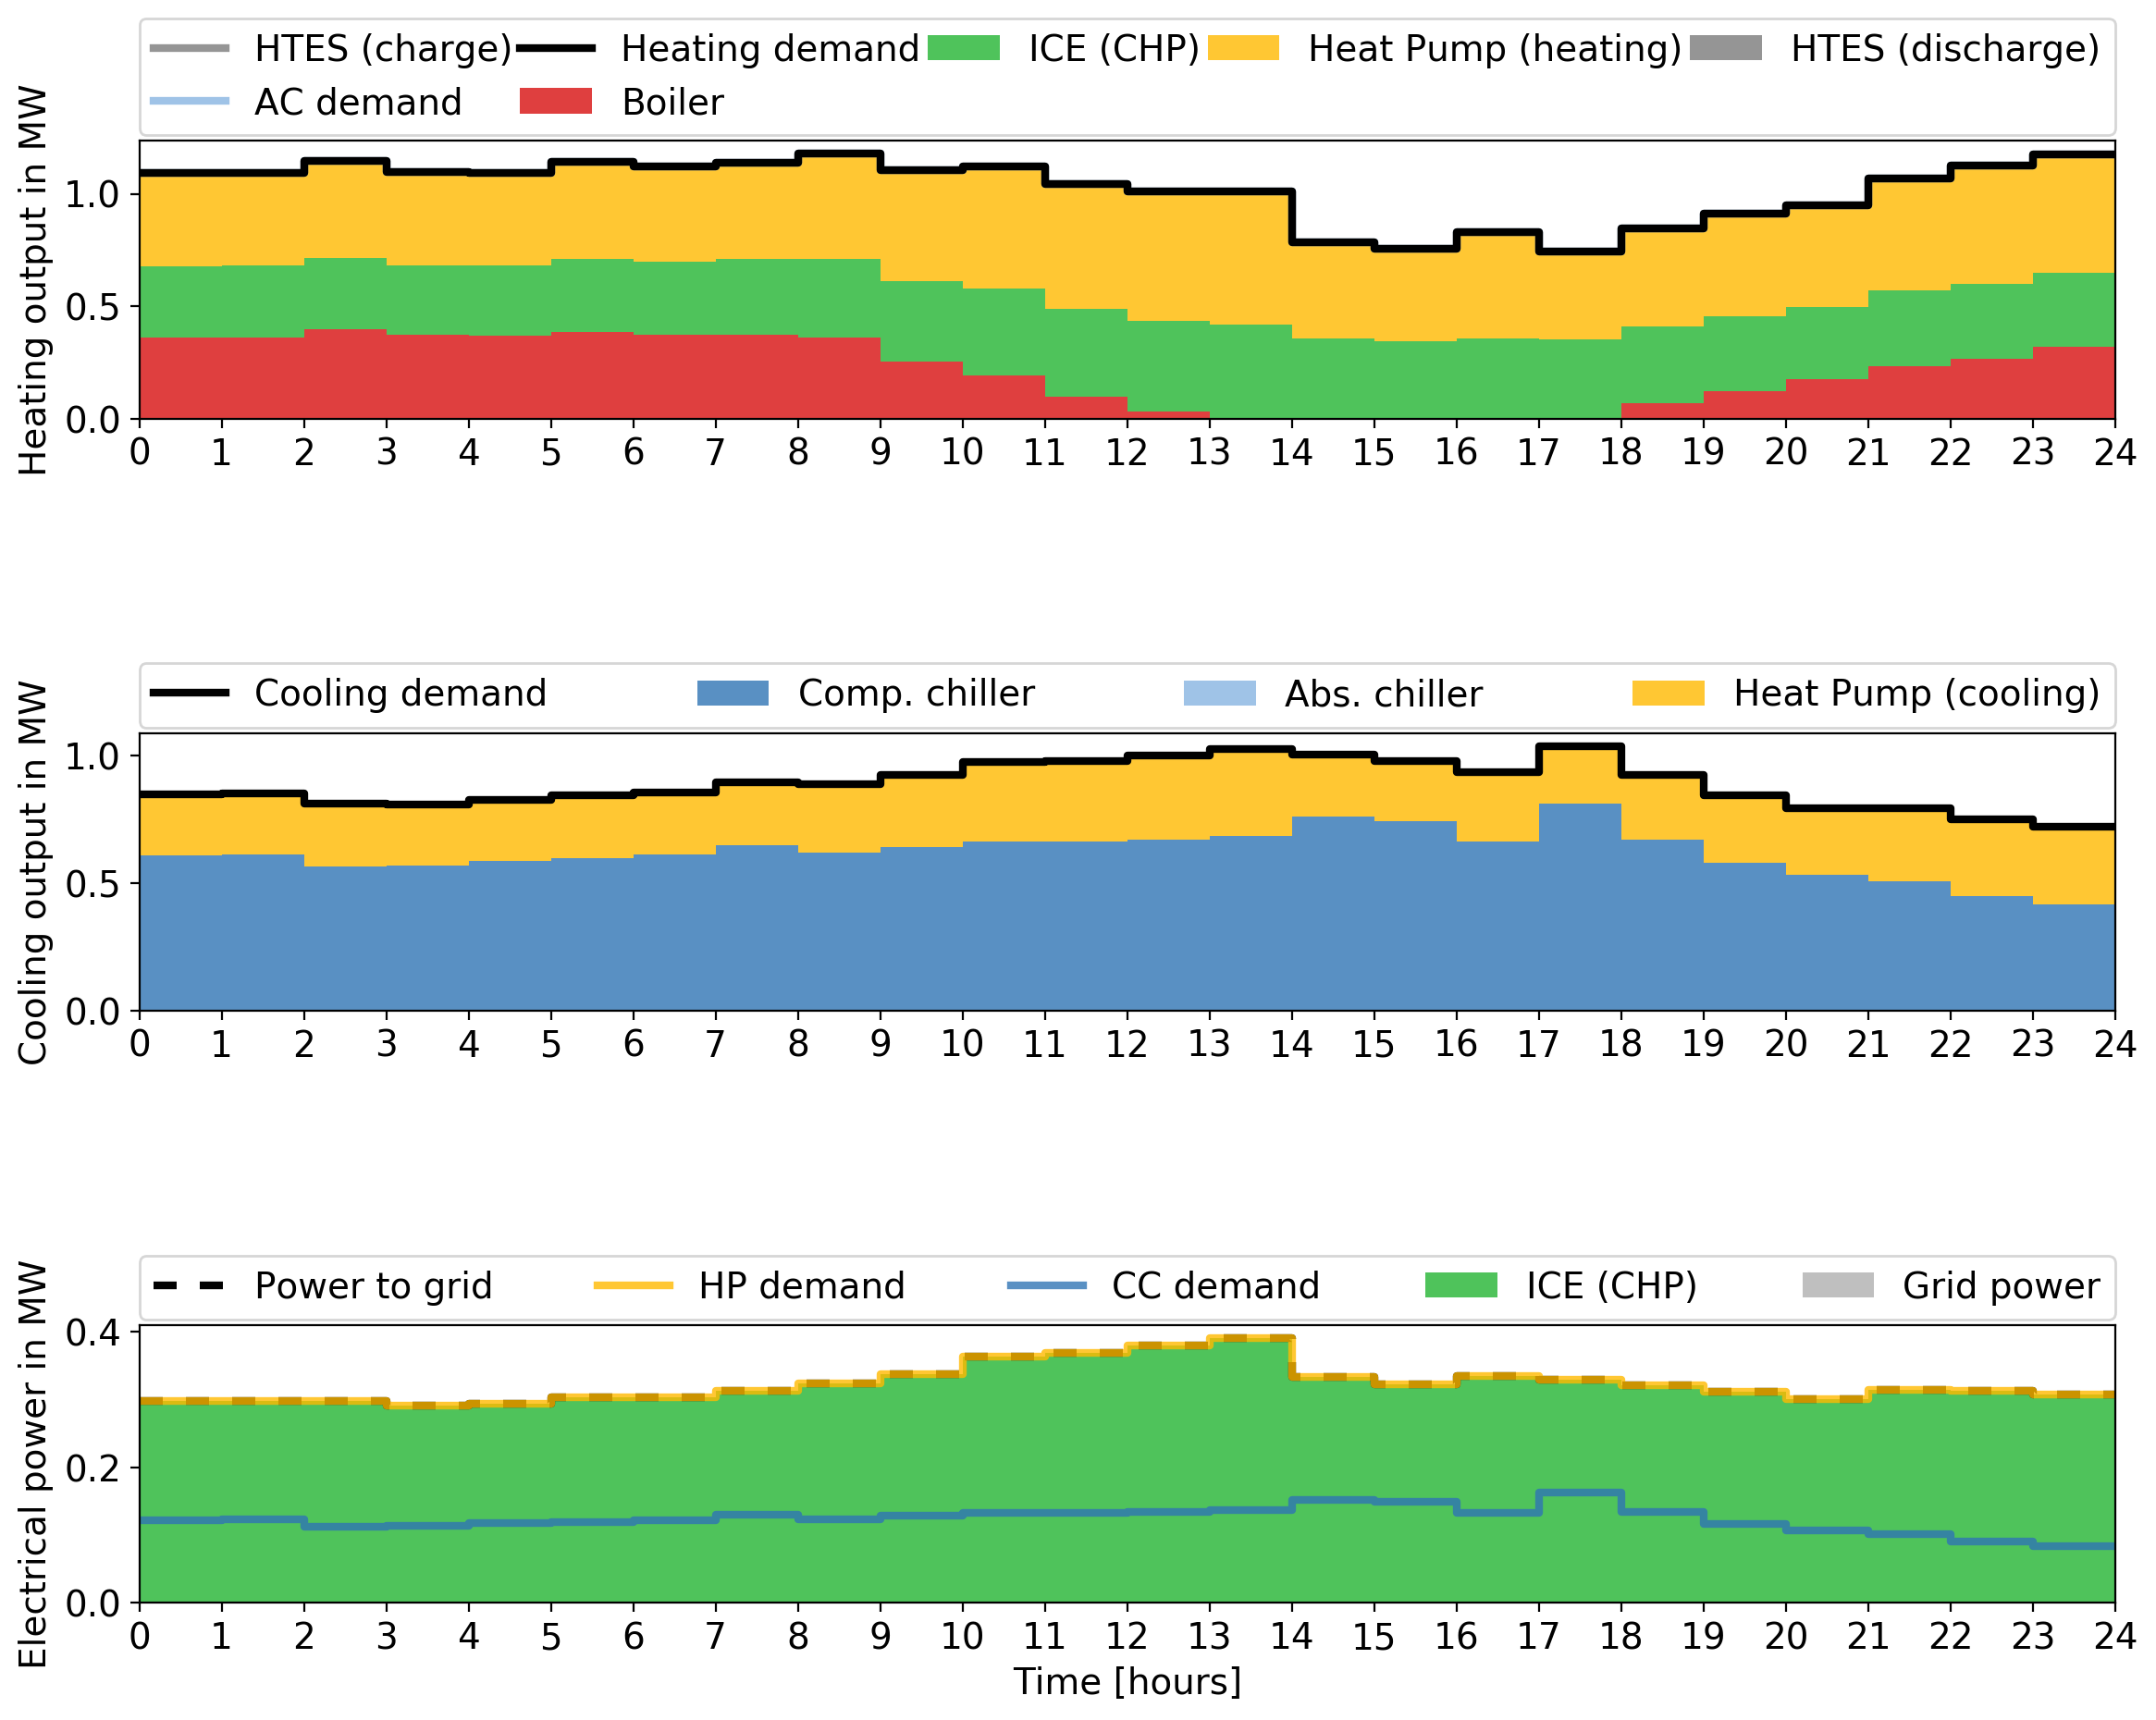 HTES (charge) Heating demand ICE (CHP) Heat Pump (heating) HTES (discharge)
AC demand Boiler
Heating output in MW
1.0
0.5
0.0
0 1 2 3 4 5 6 7 8 9 10 11 12 13 14 15 16 17 18 19 20 21 22 23 24
Cooling demand Comp. chiller Abs. chiller Heat Pump (cooling)
Cooling output in MW
1.0
0.5
0.0
0 1 2 3 4 5 6 7 8 9 10 11 12 13 14 15 16 17 18 19 20 21 22 23 24
Power to grid HP demand CC demand ICE (CHP) Grid power
Electrical power in MW
0.4
0.2
0.0
0 1 2 3 4 5 6 7 8 9 10 11 12 13 14 15 16 17 18 19 20 21 22 23 24
Time [hours]